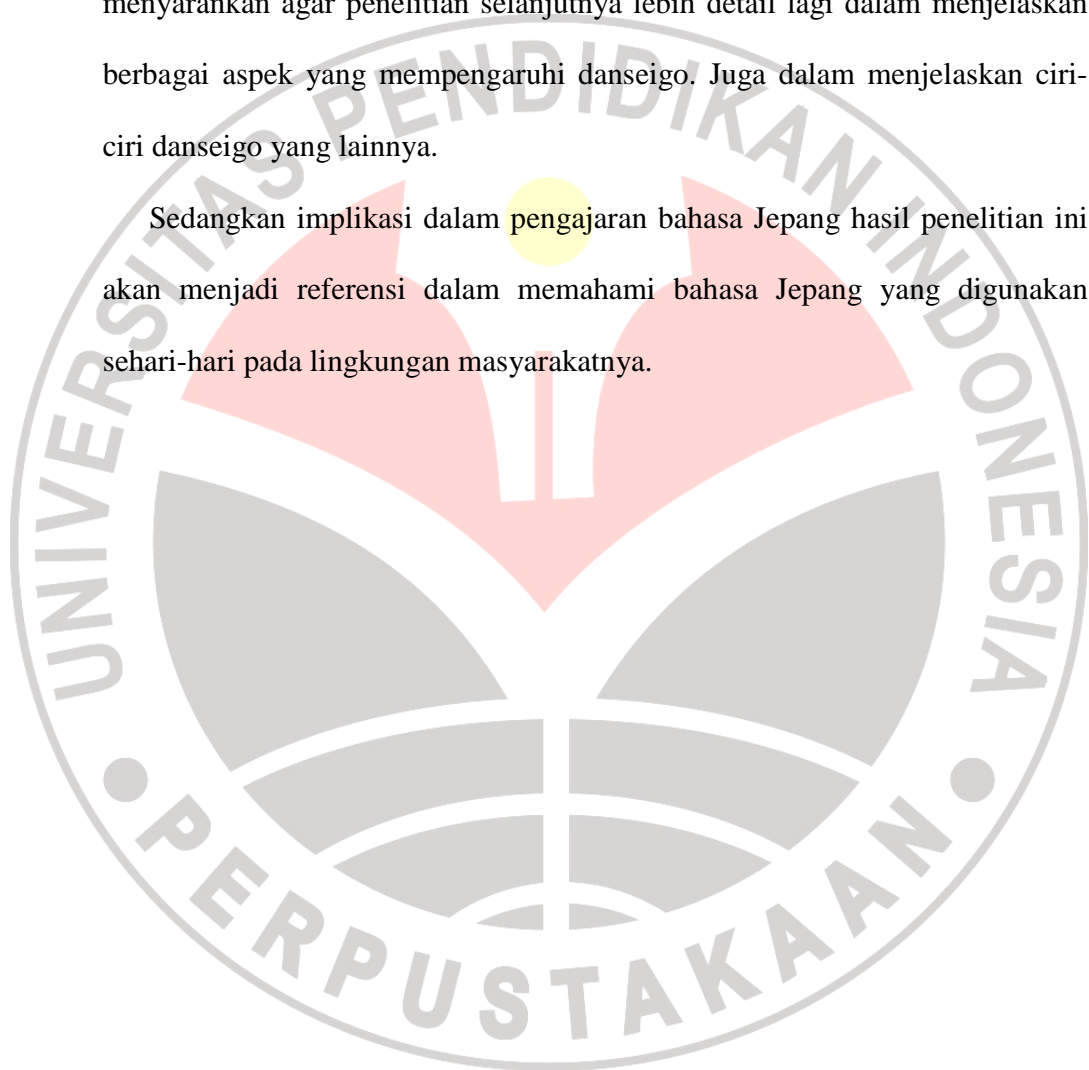 menyarankan agar penelitian selanjutnya lebih detail lagi dalam menjelaskan
berbagai aspek yang mempengaruhi danseigo. Juga dalam menjelaskan ciri-
ciri danseigo yang lainnya.
Sedangkan implikasi dalam pengajaran bahasa Jepang hasil penelitian ini
akan menjadi referensi dalam memahami bahasa Jepang yang digunakan
sehari-hari pada lingkungan masyarakatnya.
UNIVERSITAS PENDIDIKAN INDONESIA
PERPUSTAKAAN